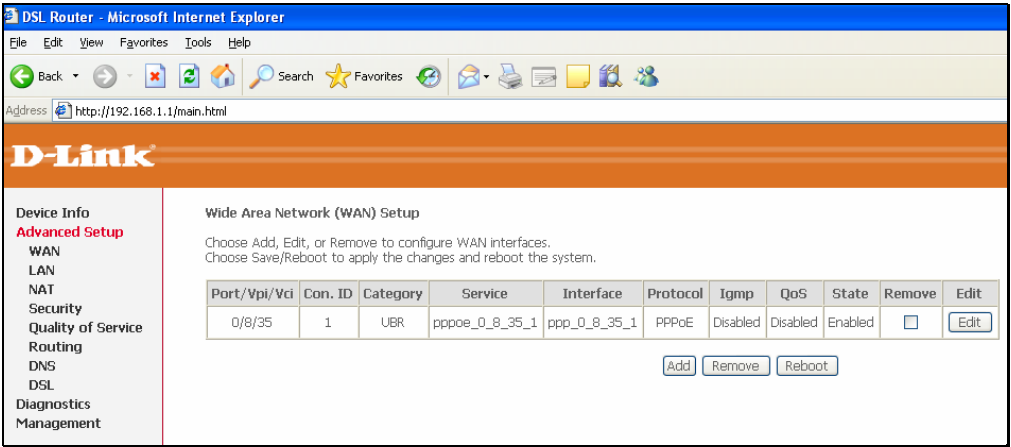 DSL Router - Microsoft Internet Explorer
File Edit View Favorites Tools Help
Back Search Favorites
Address http://192.168.1.1/main.html
D-Link
Device Info
Advanced Setup
WAN
LAN
NAT
Security
Quality of Service
Routing
DNS
DSL
Diagnostics
Management
Wide Area Network (WAN) Setup
Choose Add, Edit, or Remove to configure WAN interfaces.
Choose Save/Reboot to apply the changes and reboot the system.
Port/Vpi/Vci Con. ID Category Service Interface Protocol Igmp QoS State Remove Edit
0/8/35 1 UBR pppoe_0_8_35_1 ppp_0_8_35_1 PPPoE Disabled Disabled Enabled Edit
Add Remove Reboot